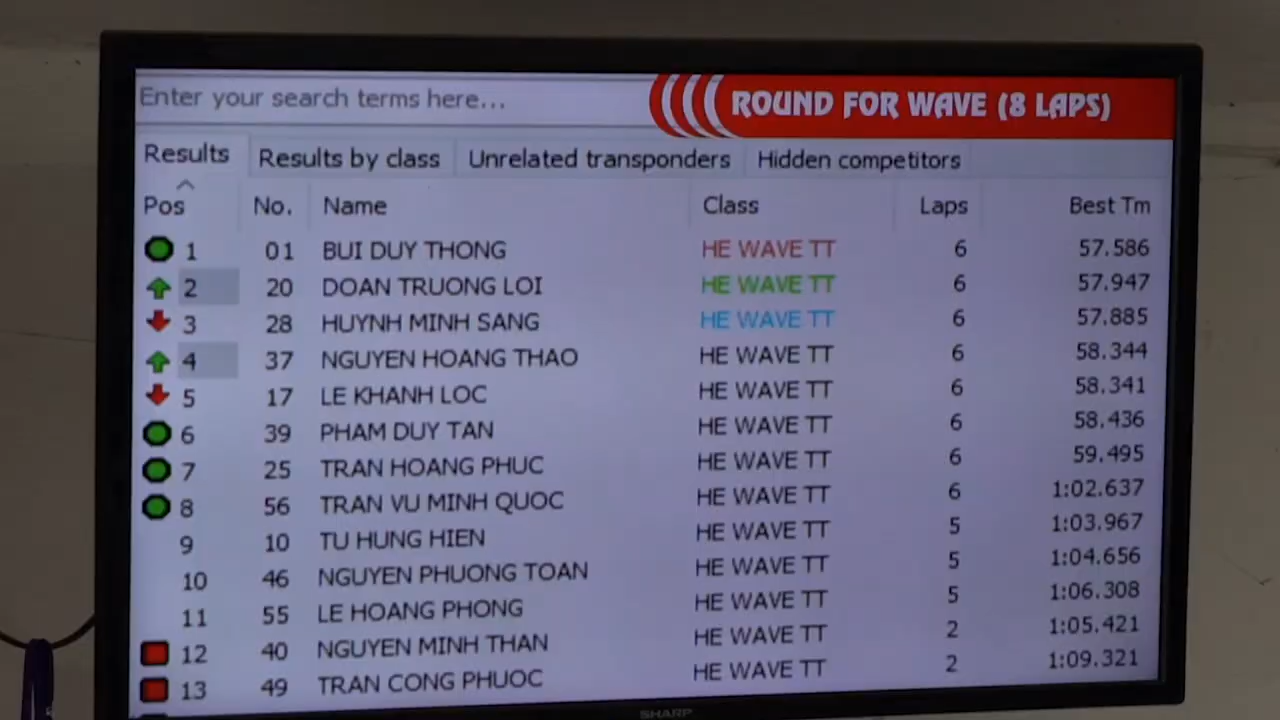 Enter your search terms here...
ROUND FOR WAVE (8 LAPS)
Results Results by class Unrelated transponders Hidden competitors
Pos No. Name Class Laps Best Tm
1 01 BUI DUY THONG HE WAVE TT 6 57.586
2 20 DOAN TRUONG LOI HE WAVE TT 6 57.947
3 28 HUYNH MINH SANG HE WAVE TT 6 57.885
4 37 NGUYEN HOANG THAO HE WAVE TT 6 58.344
5 17 LE KHANH LOC HE WAVE TT 6 58.341
6 39 PHAM DUY TAN HE WAVE TT 6 58.436
7 25 TRAN HOANG PHUC HE WAVE TT 6 59.495
8 56 TRAN VU MINH QUOC HE WAVE TT 6 1:02.637
9 10 TU HUNG HIEN HE WAVE TT 5 1:03.967
10 46 NGUYEN PHUONG TOAN HE WAVE TT 5 1:04.656
11 55 LE HOANG PHONG HE WAVE TT 5 1:06.308
12 40 NGUYEN MINH THAN HE WAVE TT 2 1:05.421
13 49 TRAN CONG PHUOC HE WAVE TT 2 1:09.321
SHARP